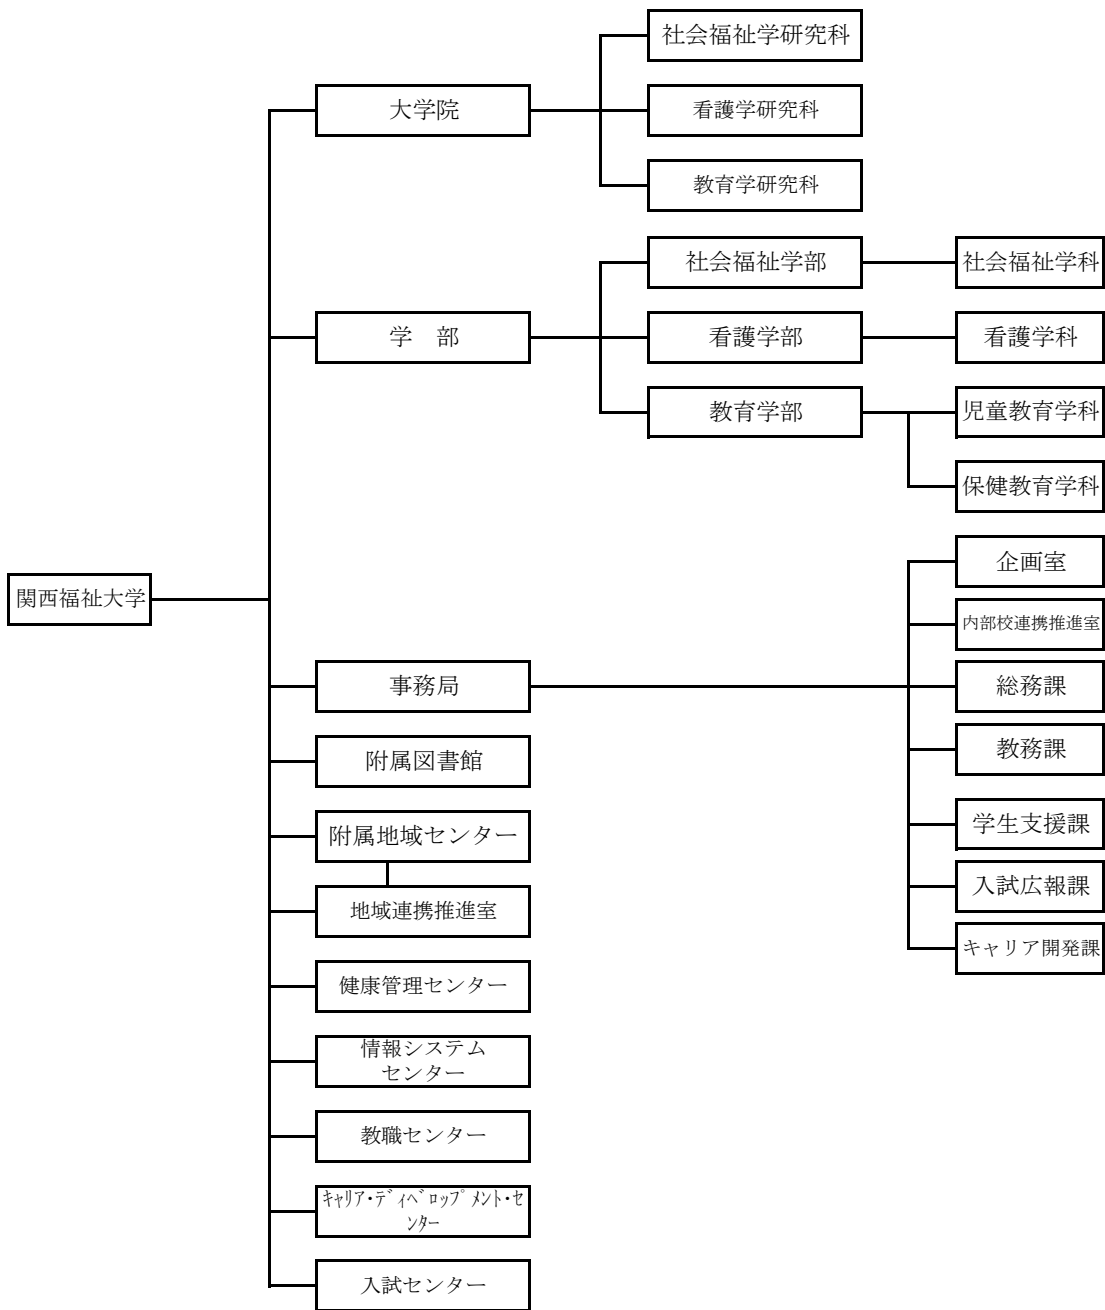 社会福祉学研究科
大学院
看護学研究科
教育学研究科
社会福祉学部
社会福祉学科
学　部
看護学部
看護学科
教育学部
児童教育学科
保健教育学科
関西福祉大学
企画室
内部校連携推進室
事務局
総務課
附属図書館
教務課
附属地域センター
学生支援課
地域連携推進室
入試広報課
キャリア開発課
健康管理センター
情報システム
センター
教職センター
ｷｬﾘｱ・ﾃﾞｨﾍﾞﾛｯﾌﾟﾒﾝﾄ・ｾ
ﾝﾀｰ
入試センター